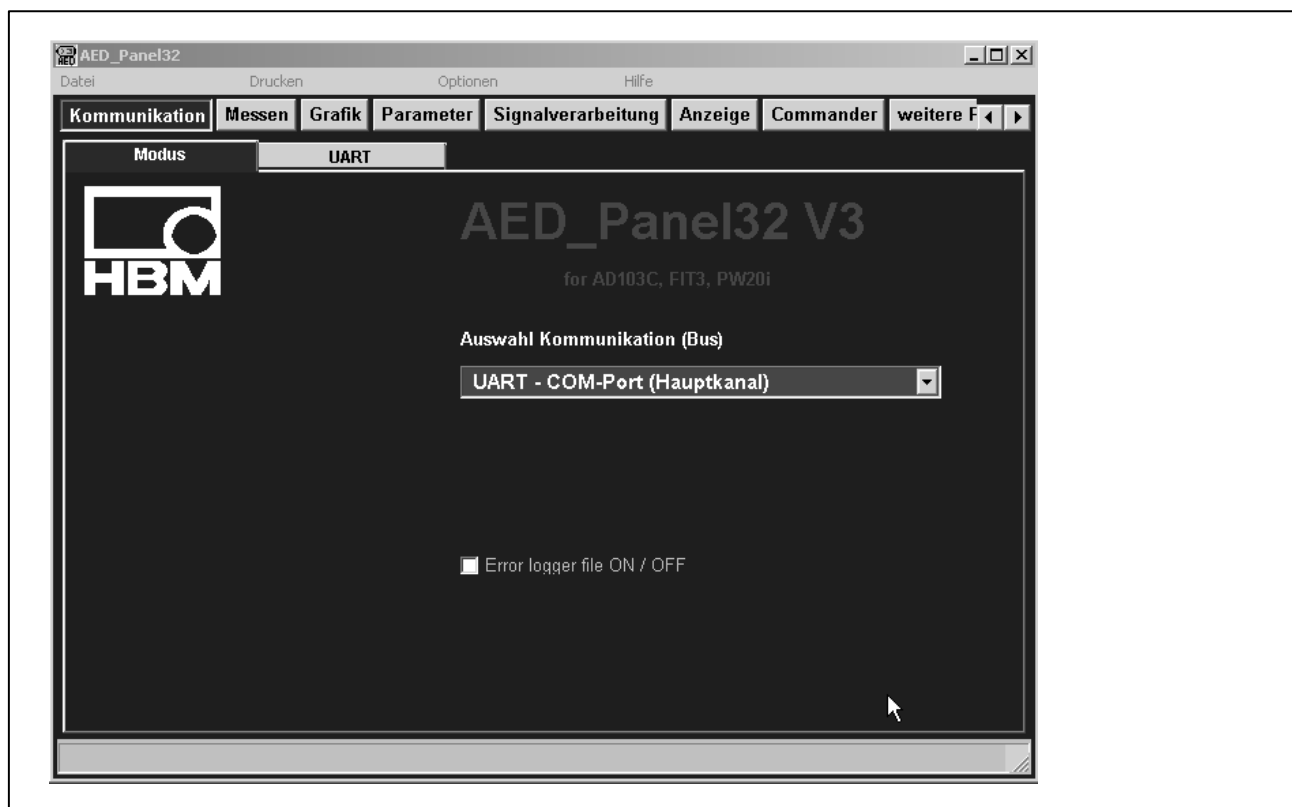 AED_Panel32
Datei Drucken Optionen Hilfe
Kommunikation Messen Grafik Parameter Signalverarbeitung Anzeige Commander weitere
Modus UART
HBM
AED_Panel32 V3
for AD103C, FIT3, PW20i
Auswahl Kommunikation (Bus)
UART - COM-Port (Hauptkanal)
Error logger file ON / OFF